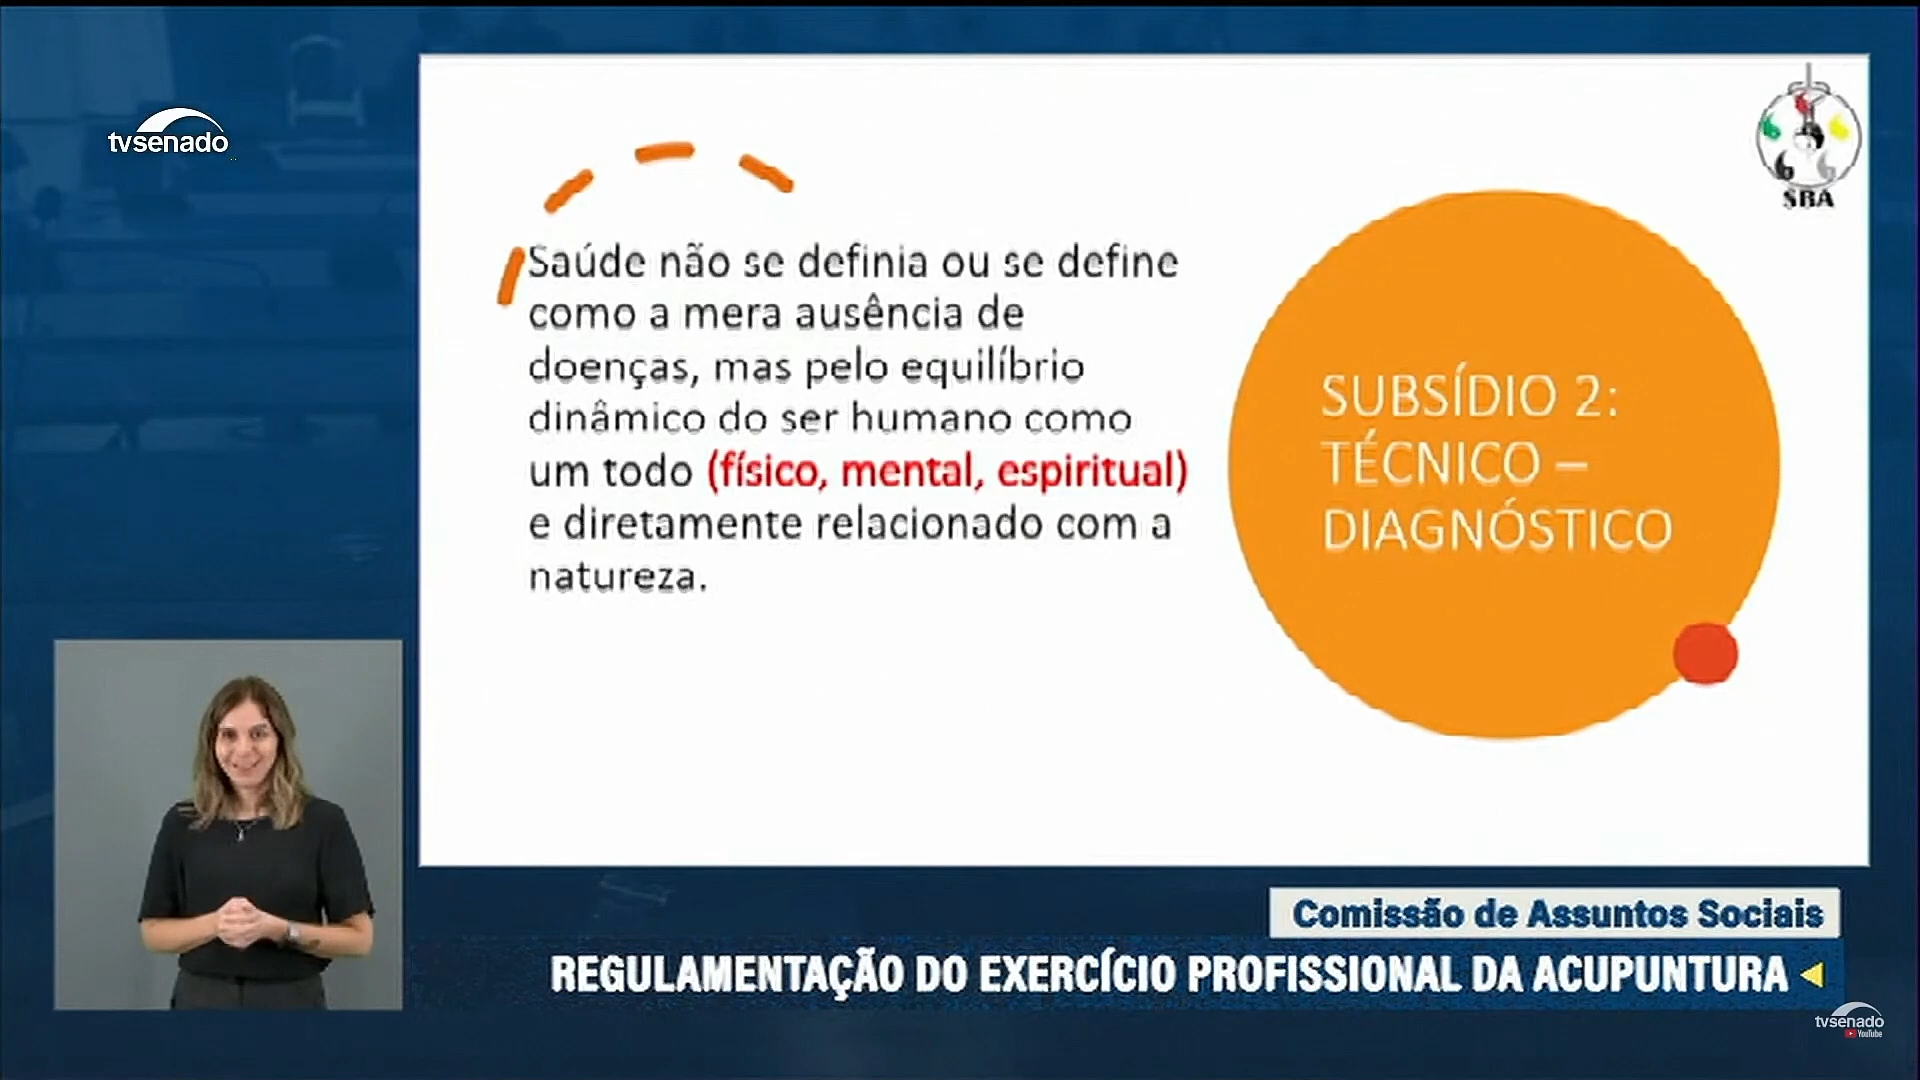 tvsenado
SBA
Saúde não se definia ou se define
como a mera ausência de
doenças, mas pelo equilíbrio
dinâmico do ser humano como
um todo (físico, mental, espiritual)
e diretamente relacionado com a
natureza.
SUBSÍDIO 2:
TÉCNICO –
DIAGNÓSTICO
Comissão de Assuntos Sociais
REGULAMENTAÇÃO DO EXERCÍCIO PROFISSIONAL DA ACUPUNTURA
tvsenado
YouTube